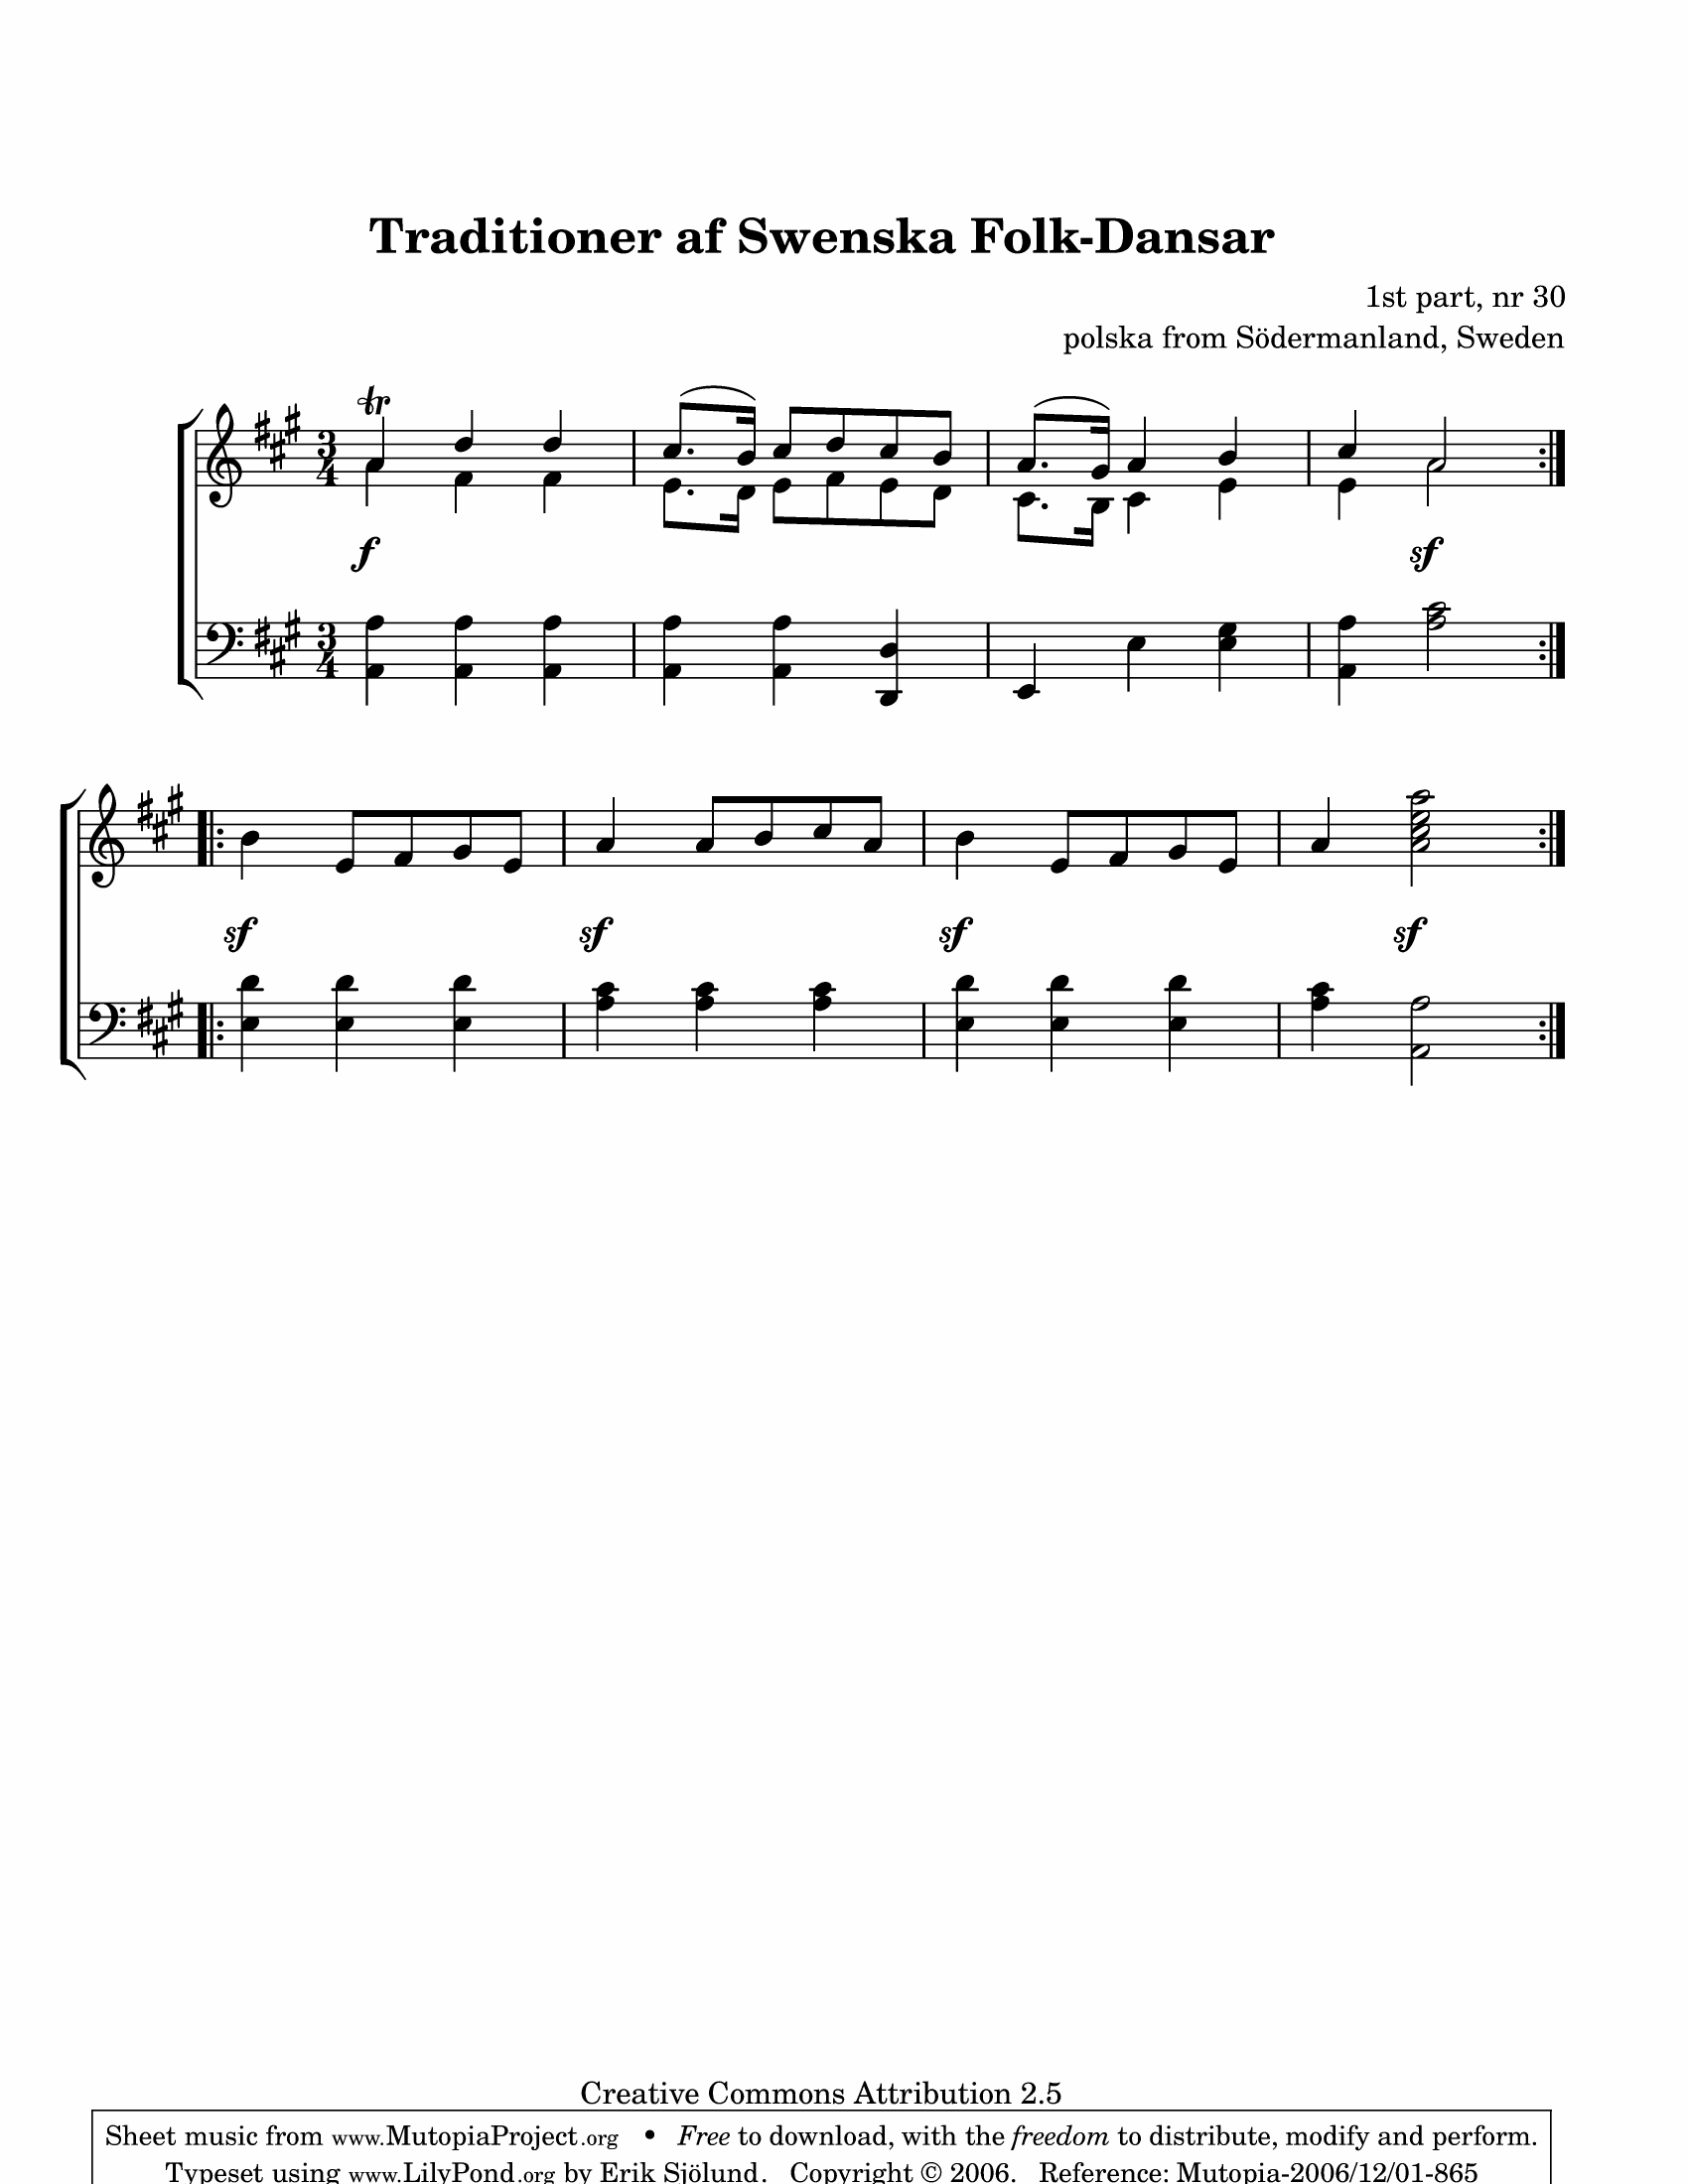 Traditioner af Swenska Folk-Dansar
1st part, nr 30
polska from Södermanland, Sweden
tr
3
4
f
sf
3
4
sf sf sf sf
Creative Commons Attribution 2.5
Sheet music from www.MutopiaProject.org • Free to download, with the freedom to distribute, modify and perform.
Typeset using www.LilyPond.org by Erik Sjölund. Copyright © 2006. Reference: Mutopia-2006/12/01-865